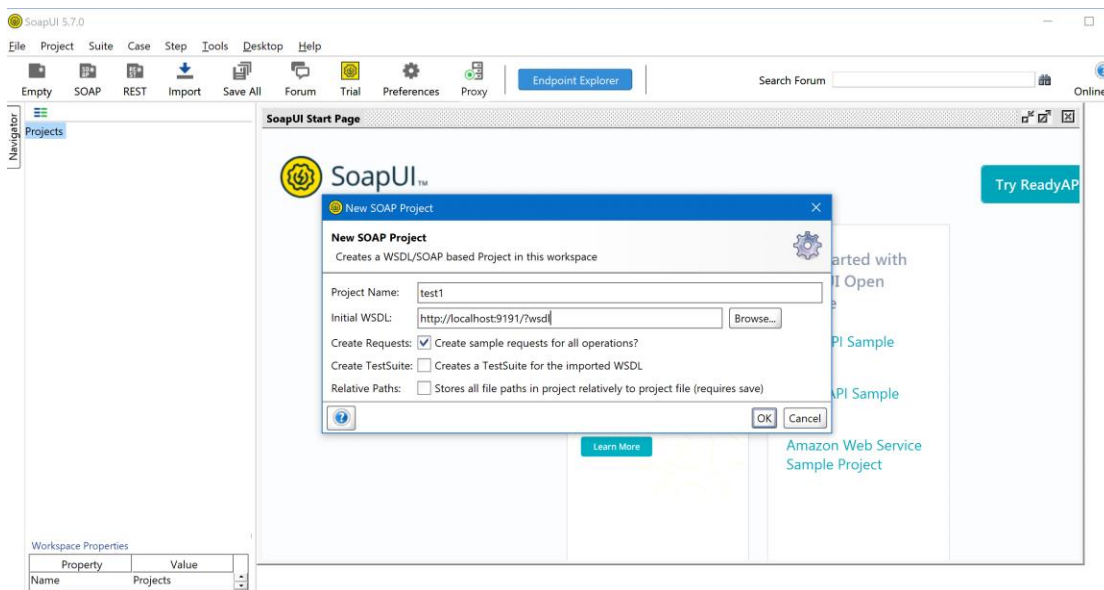 SoapUI 5.7.0
File Project Suite Case Step Tools Desktop Help
Empty SOAP REST Import Save All Forum Trial Preferences Proxy Endpoint Explorer Search Forum Online
Navigator
Projects
SoapUI Start Page
SoapUI™
Try ReadyAP
New SOAP Project
New SOAP Project
Creates a WSDL/SOAP based Project in this workspace
Project Name: test1
Initial WSDL: http://localhost:9191/?wsdl Browse...
Create Requests: Create sample requests for all operations?
Create TestSuite: Creates a TestSuite for the imported WSDL
Relative Paths: Stores all file paths in project relatively to project file (requires save)
OK Cancel
arted with
I Open
PI Sample
API Sample
Learn More
Amazon Web Service
Sample Project
Workspace Properties
Property Value
Name Projects